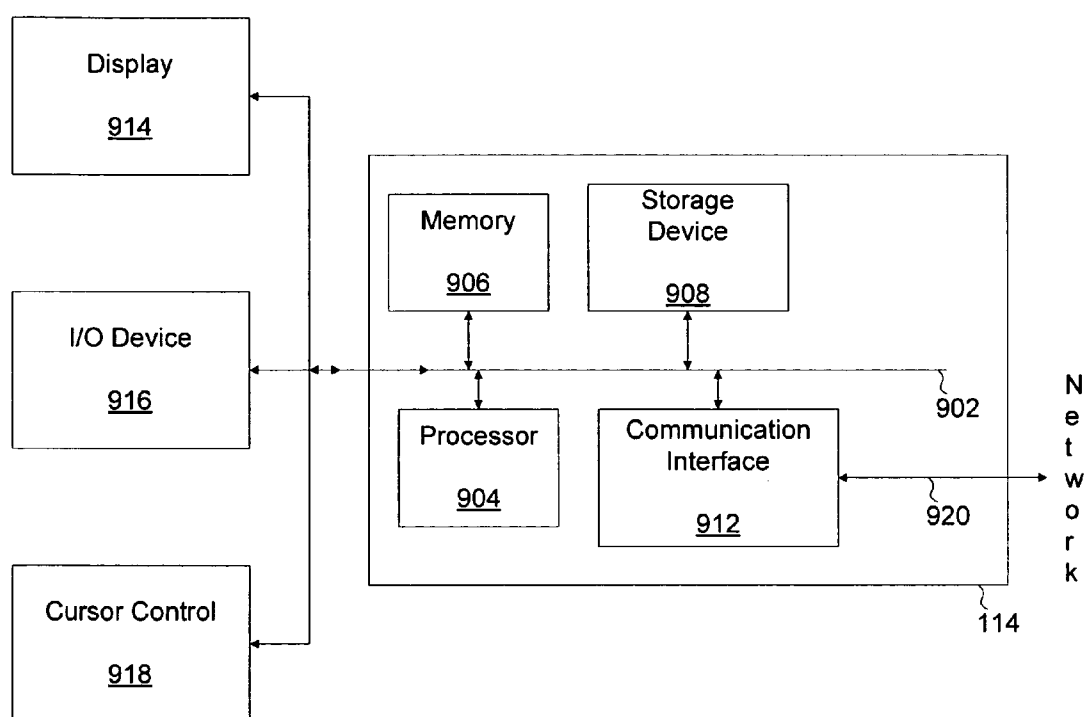 Display
914
I/O Device
916
Cursor Control
918
Memory
906
Storage
Device
908
Processor
904
Communication
Interface
912
902
920
114
Network